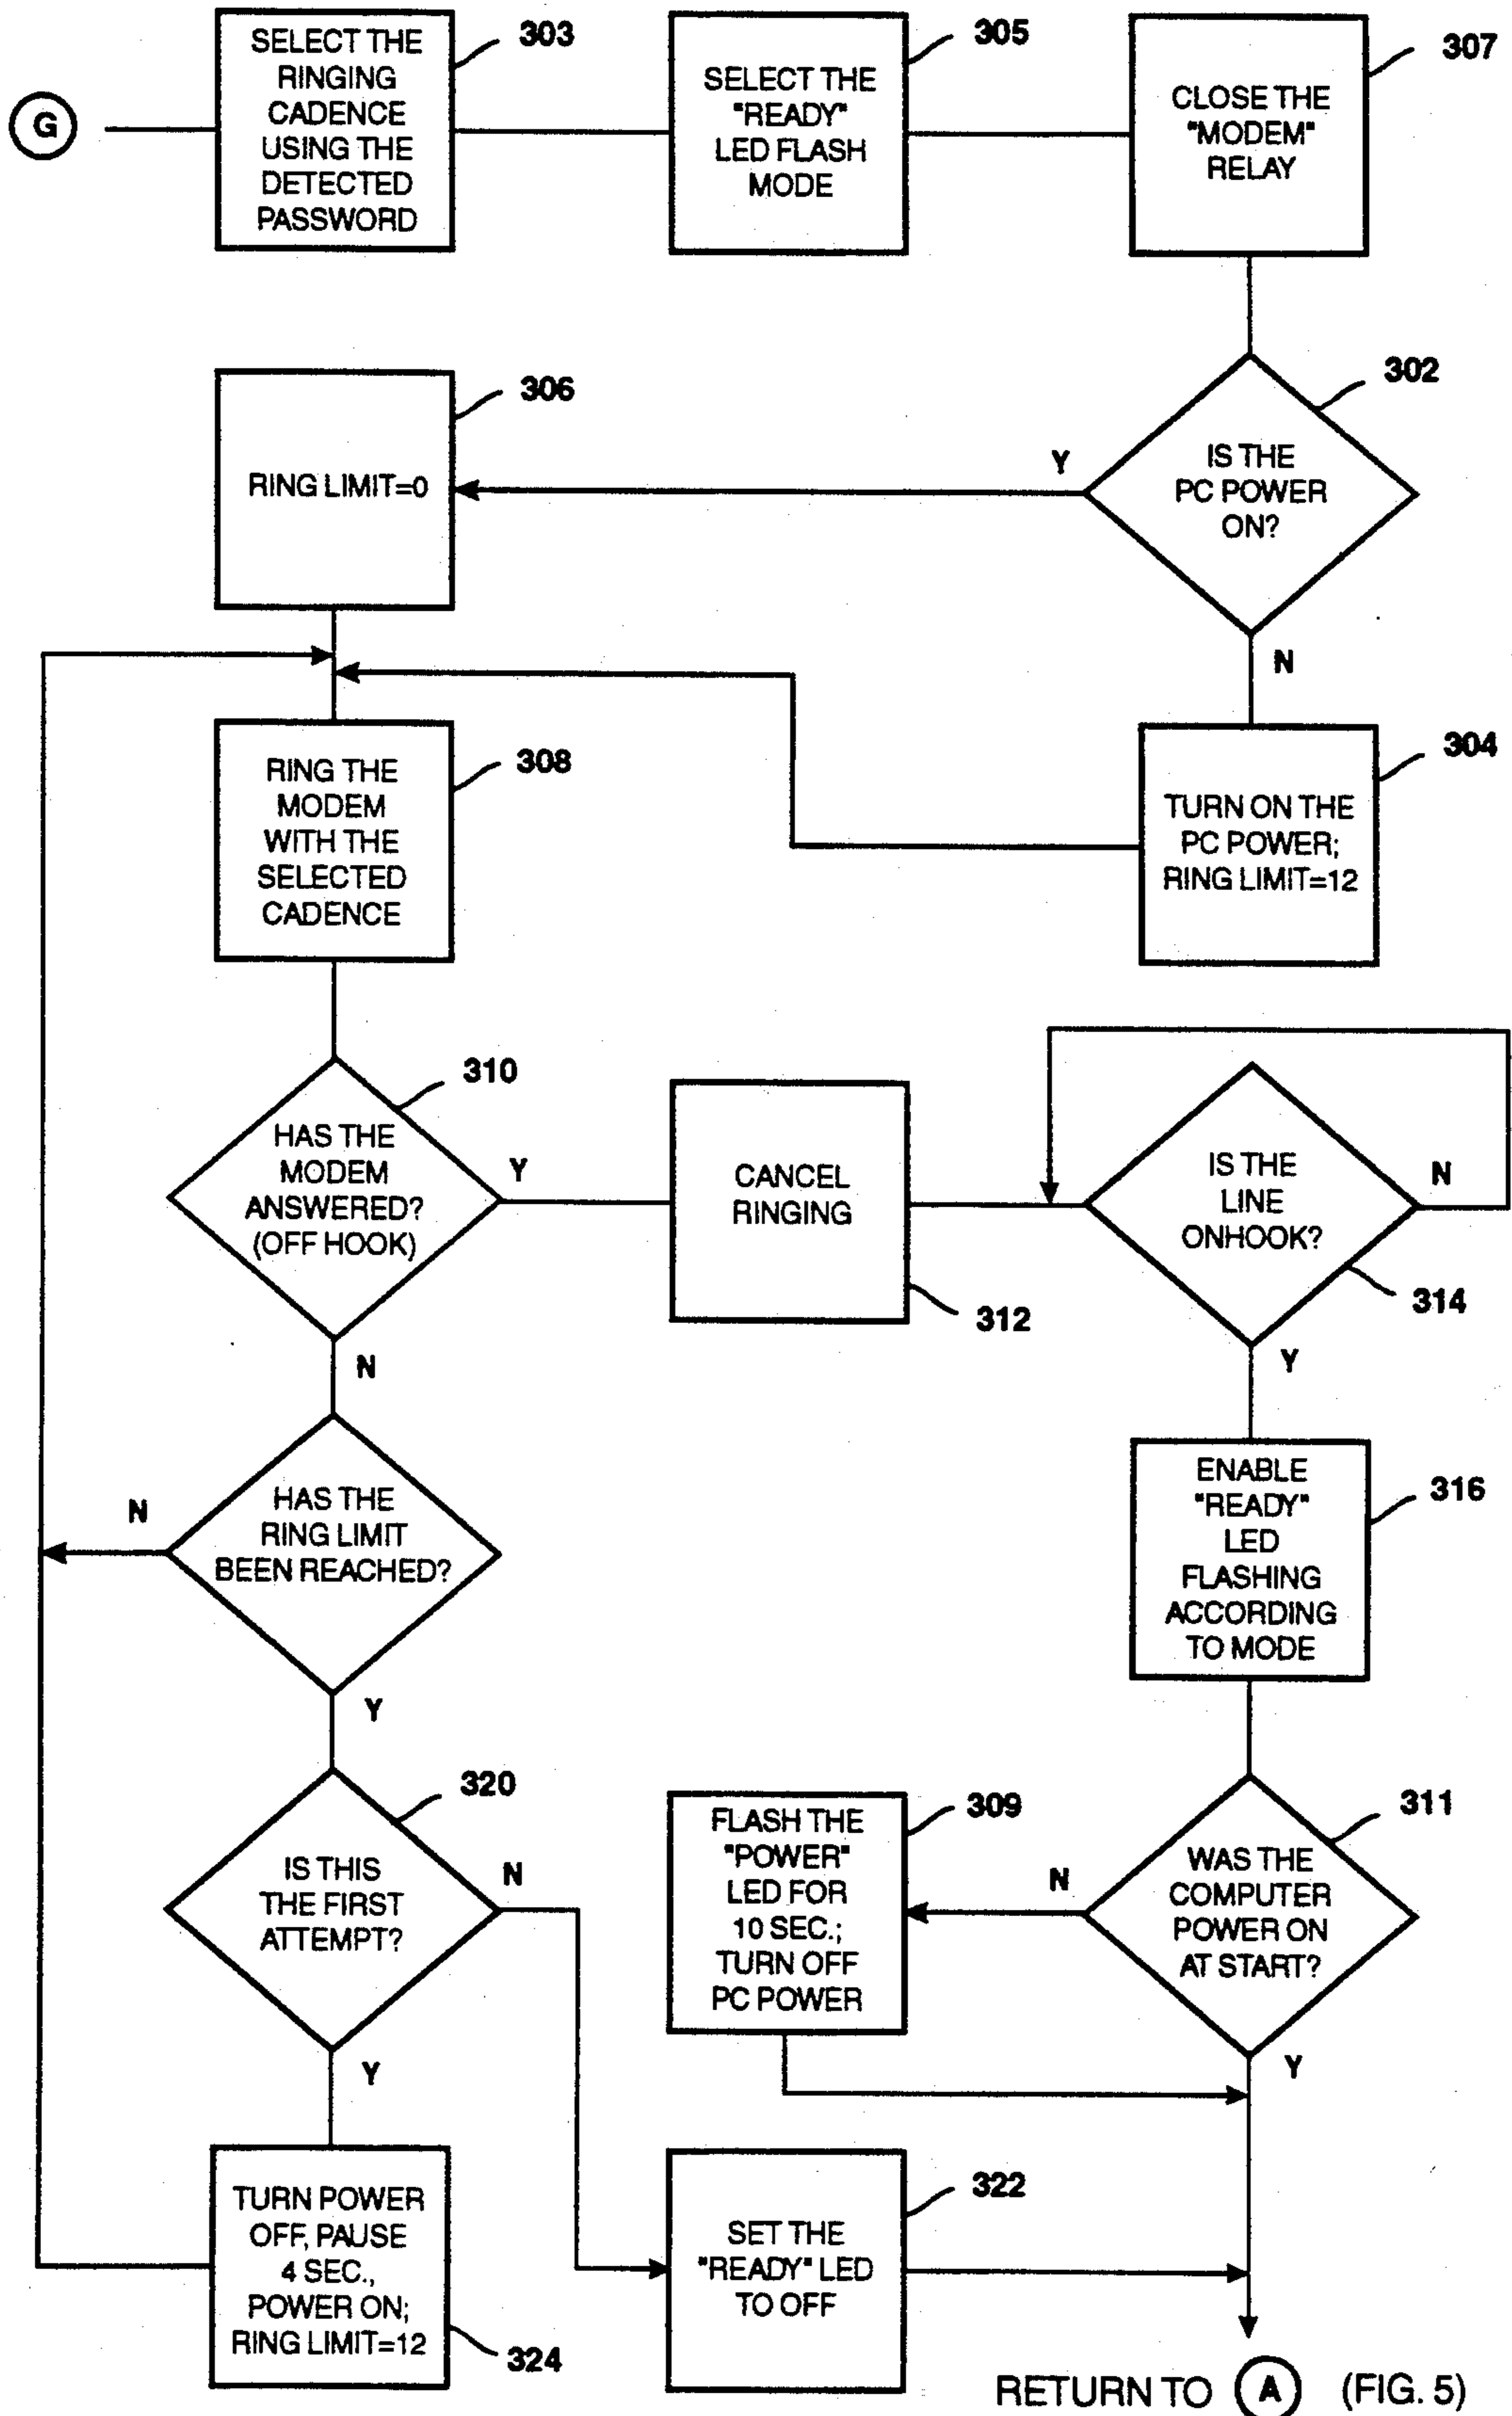 G
SELECT THE
RINGING
CADENCE
USING THE
DETECTED
PASSWORD
303
SELECT THE
"READY"
LED FLASH
MODE
305
CLOSE THE
"MODEM"
RELAY
307
IS THE
PC POWER
ON?
302
Y
N
RING LIMIT=0
306
TURN ON THE
PC POWER;
RING LIMIT=12
304
RING THE
MODEM
WITH THE
SELECTED
CADENCE
308
HAS THE
MODEM
ANSWERED?
(OFF HOOK)
310
Y
N
CANCEL
RINGING
312
IS THE
LINE
ONHOOK?
314
N
Y
HAS THE
RING LIMIT
BEEN REACHED?
N
Y
ENABLE
"READY"
LED
FLASHING
ACCORDING
TO MODE
316
IS THIS
THE FIRST
ATTEMPT?
320
N
Y
FLASH THE
"POWER"
LED FOR
10 SEC.;
TURN OFF
PC POWER
309
WAS THE
COMPUTER
POWER ON
AT START?
311
N
Y
TURN POWER
OFF, PAUSE
4 SEC.,
POWER ON;
RING LIMIT=12
324
SET THE
"READY" LED
TO OFF
322
RETURN TO A (FIG. 5)